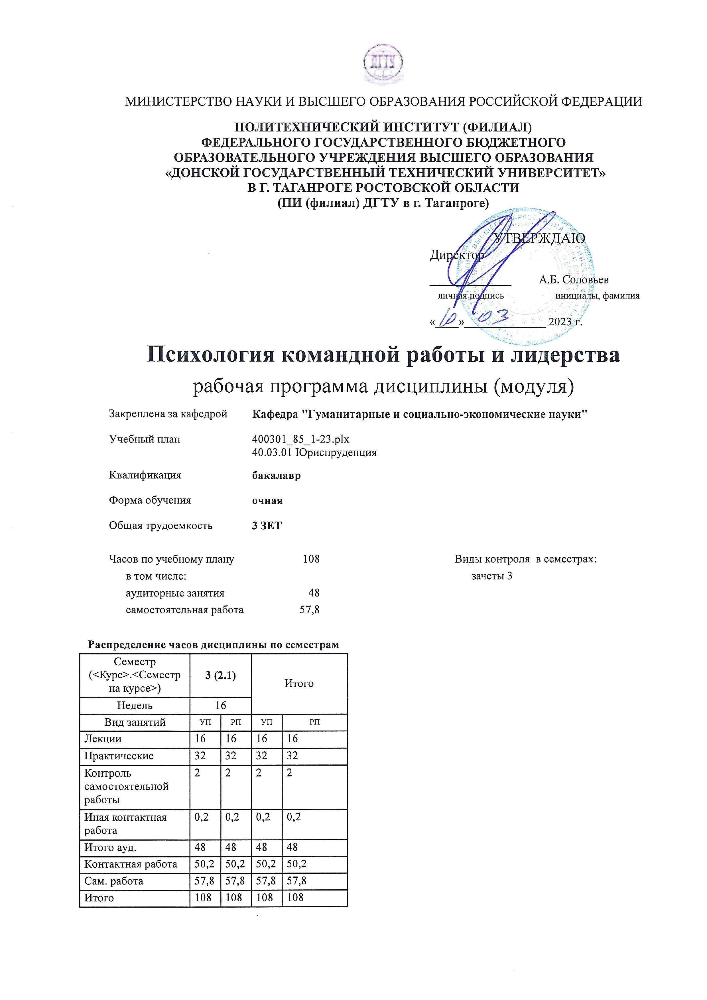 ДГТУ
МИНИСТЕРСТВО НАУКИ И ВЫСШЕГО ОБРАЗОВАНИЯ РОССИЙСКОЙ ФЕДЕРАЦИИ
ПОЛИТЕХНИЧЕСКИЙ ИНСТИТУТ (ФИЛИАЛ)
ФЕДЕРАЛЬНОГО ГОСУДАРСТВЕННОГО БЮДЖЕТНОГО
ОБРАЗОВАТЕЛЬНОГО УЧРЕЖДЕНИЯ ВЫСШЕГО ОБРАЗОВАНИЯ
«ДОНСКОЙ ГОСУДАРСТВЕННЫЙ ТЕХНИЧЕСКИЙ УНИВЕРСИТЕТ»
В Г. ТАГАНРОГЕ РОСТОВСКОЙ ОБЛАСТИ
(ПИ (филиал) ДГТУ в г. Таганроге)
УТВЕРЖДАЮ
Директор
______________ А.Б. Соловьев
личная подпись инициалы, фамилия
«10» 03 2023 г.
Психология командной работы и лидерства
рабочая программа дисциплины (модуля)
Закреплена за кафедрой Кафедра "Гуманитарные и социально-экономические науки"
Учебный план 400301_85_1-23.plx
40.03.01 Юриспруденция
Квалификация бакалавр
Форма обучения очная
Общая трудоемкость 3 ЗЕТ
Часов по учебному плану 108 Виды контроля в семестрах:
в том числе: зачеты 3
аудиторные занятия 48
самостоятельная работа 57,8
Распределение часов дисциплины по семестрам
Семестр
(<Курс>.<Семестр 3 (2.1) Итого
на курсе>)
Недель 16
Вид занятий УП РП УП РП
Лекции 16 16 16 16
Практические 32 32 32 32
Контроль 2 2 2 2
самостоятельной
работы
Иная контактная 0,2 0,2 0,2 0,2
работа
Итого ауд. 48 48 48 48
Контактная работа 50,2 50,2 50,2 50,2
Сам. работа 57,8 57,8 57,8 57,8
Итого 108 108 108 108